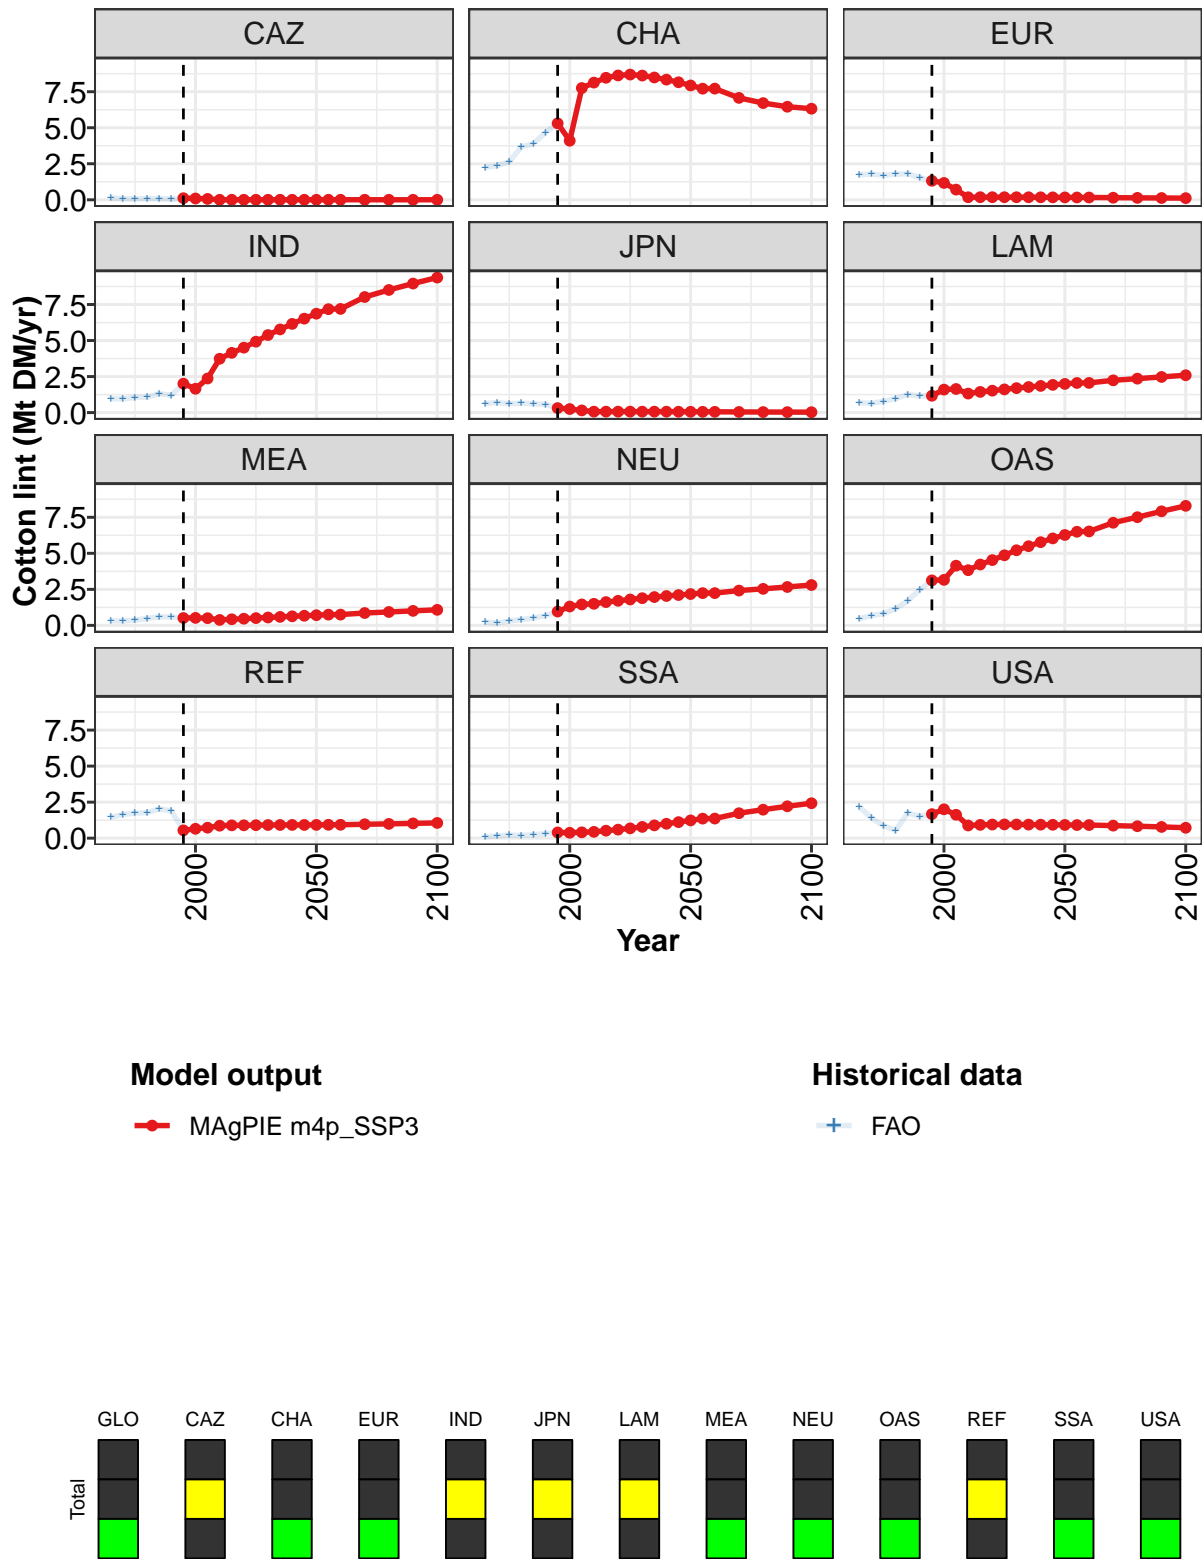 CAZ CHA EUR
7.5
5.0
2.5
0.0
IND JPN LAM
7.5
5.0
2.5
0.0
MEA NEU OAS
7.5
5.0
2.5
0.0
REF SSA USA
7.5
5.0
2.5
0.0
Cotton lint (Mt DM/yr)
2000 2050 2100 2000 2050 2100 2000 2050 2100
Year
Model output Historical data
MAgPIE m4p_SSP3 FAO
GLO CAZ CHA EUR IND JPN LAM MEA NEU OAS REF SSA USA
Total